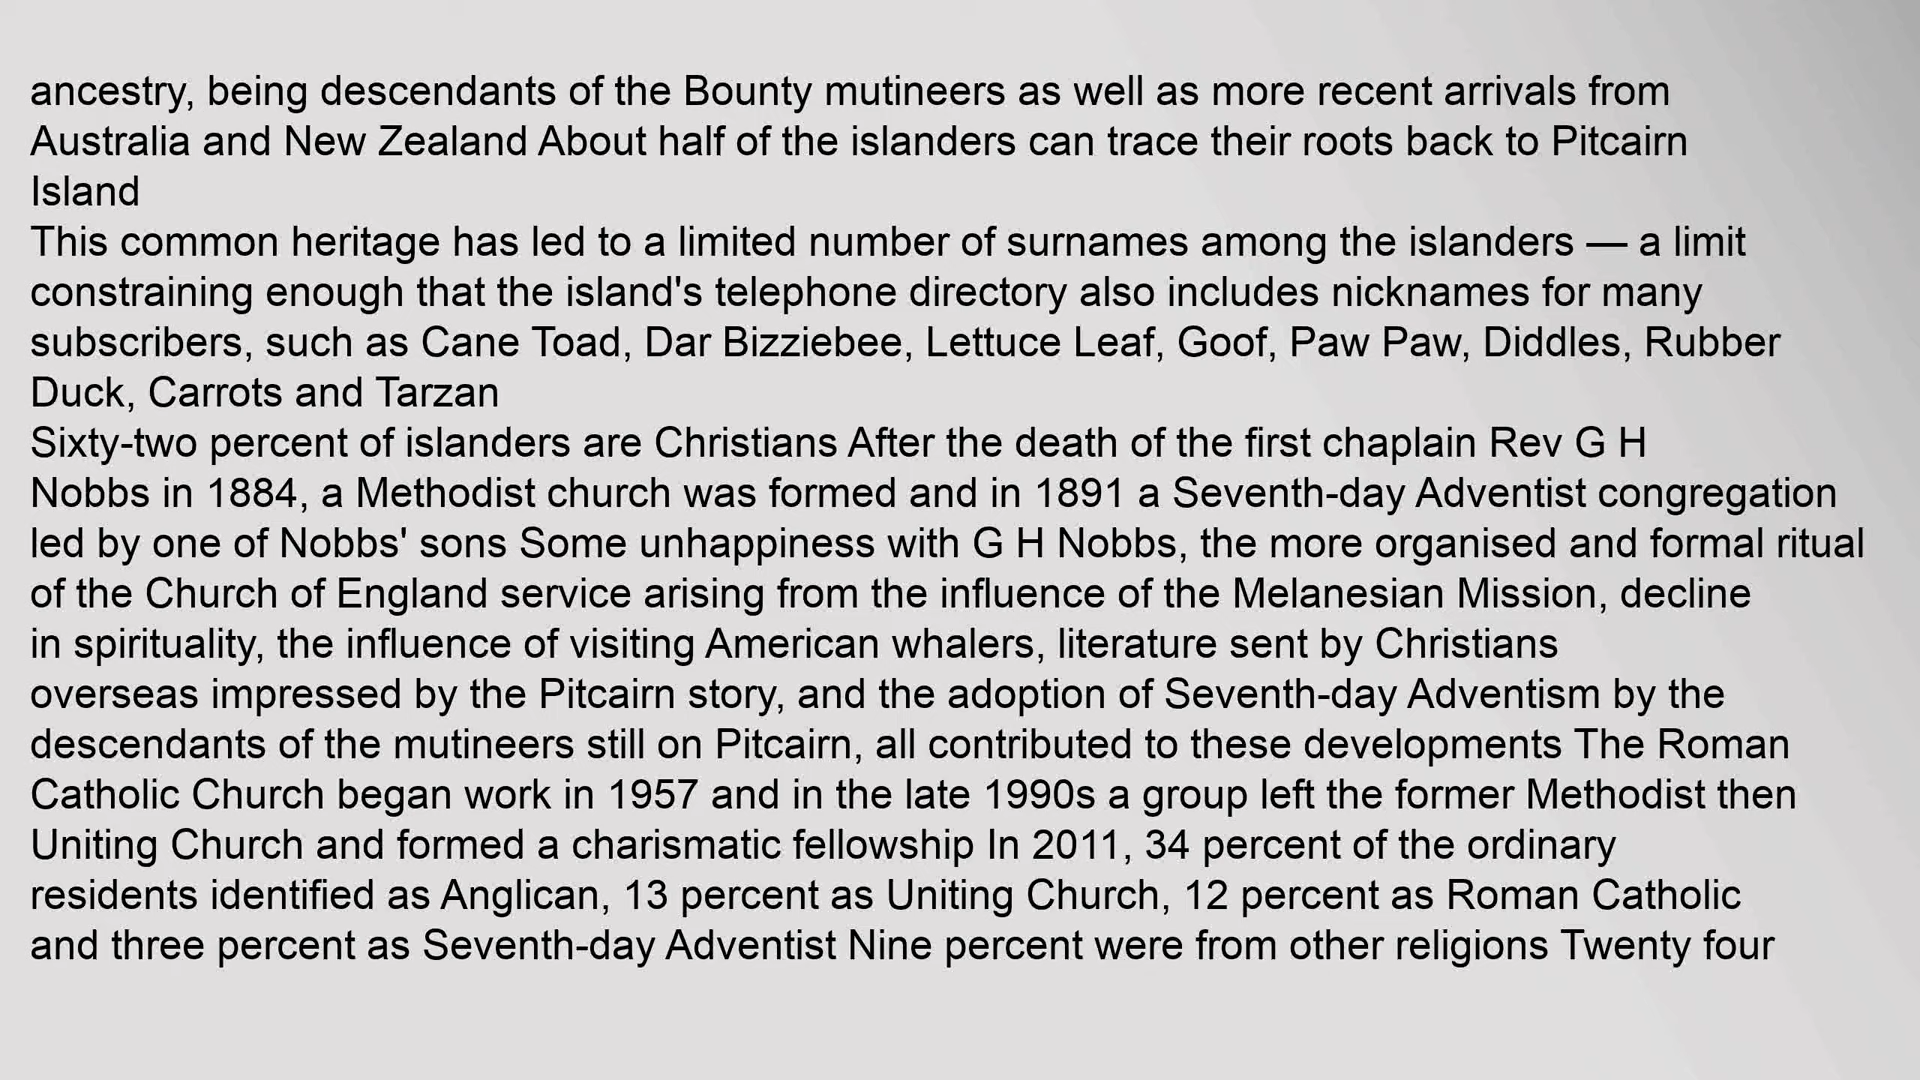 ancestry, being descendants of the Bounty mutineers as well as more recent arrivals from
Australia and New Zealand About half of the islanders can trace their roots back to Pitcairn
Island
This common heritage has led to a limited number of surnames among the islanders — a limit
constraining enough that the island's telephone directory also includes nicknames for many
subscribers, such as Cane Toad, Dar Bizziebee, Lettuce Leaf, Goof, Paw Paw, Diddles, Rubber
Duck, Carrots and Tarzan
Sixty-two percent of islanders are Christians After the death of the first chaplain Rev G H
Nobbs in 1884, a Methodist church was formed and in 1891 a Seventh-day Adventist congregation
led by one of Nobbs' sons Some unhappiness with G H Nobbs, the more organised and formal ritual
of the Church of England service arising from the influence of the Melanesian Mission, decline
in spirituality, the influence of visiting American whalers, literature sent by Christians
overseas impressed by the Pitcairn story, and the adoption of Seventh-day Adventism by the
descendants of the mutineers still on Pitcairn, all contributed to these developments The Roman
Catholic Church began work in 1957 and in the late 1990s a group left the former Methodist then
Uniting Church and formed a charismatic fellowship In 2011, 34 percent of the ordinary
residents identified as Anglican, 13 percent as Uniting Church, 12 percent as Roman Catholic
and three percent as Seventh-day Adventist Nine percent were from other religions Twenty four